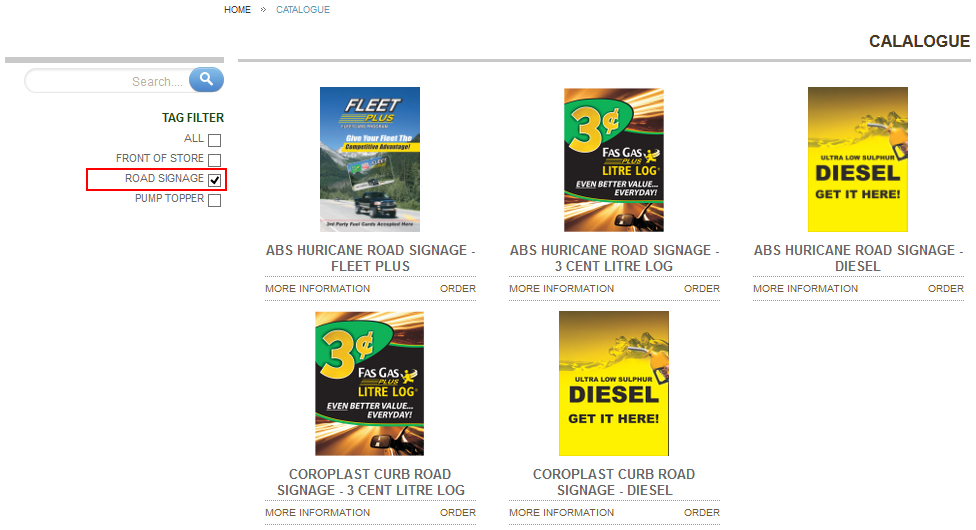 HOME » CATALOGUE
CALALOGUE
Search....
TAG FILTER
ALL
FRONT OF STORE
ROAD SIGNAGE
PUMP TOPPER
FLEET
PLUS
Give Your Fleet The
Competitive Advantage!
3rd Party Fuel Cards Accepted Here
ABS HURICANE ROAD SIGNAGE -
FLEET PLUS
MORE INFORMATION ORDER
3¢
FAS GAS
PLUS
LITRE LOG
EVEN BETTER VALUE...
EVERYDAY!
ABS HURICANE ROAD SIGNAGE -
3 CENT LITRE LOG
MORE INFORMATION ORDER
ULTRA LOW SULPHUR
DIESEL
GET IT HERE!
ABS HURICANE ROAD SIGNAGE -
DIESEL
MORE INFORMATION ORDER
3¢
FAS GAS
PLUS
LITRE LOG
EVEN BETTER VALUE...
EVERYDAY!
COROPLAST CURB ROAD
SIGNAGE - 3 CENT LITRE LOG
MORE INFORMATION ORDER
ULTRA LOW SULPHUR
DIESEL
GET IT HERE!
COROPLAST CURB ROAD
SIGNAGE - DIESEL
MORE INFORMATION ORDER